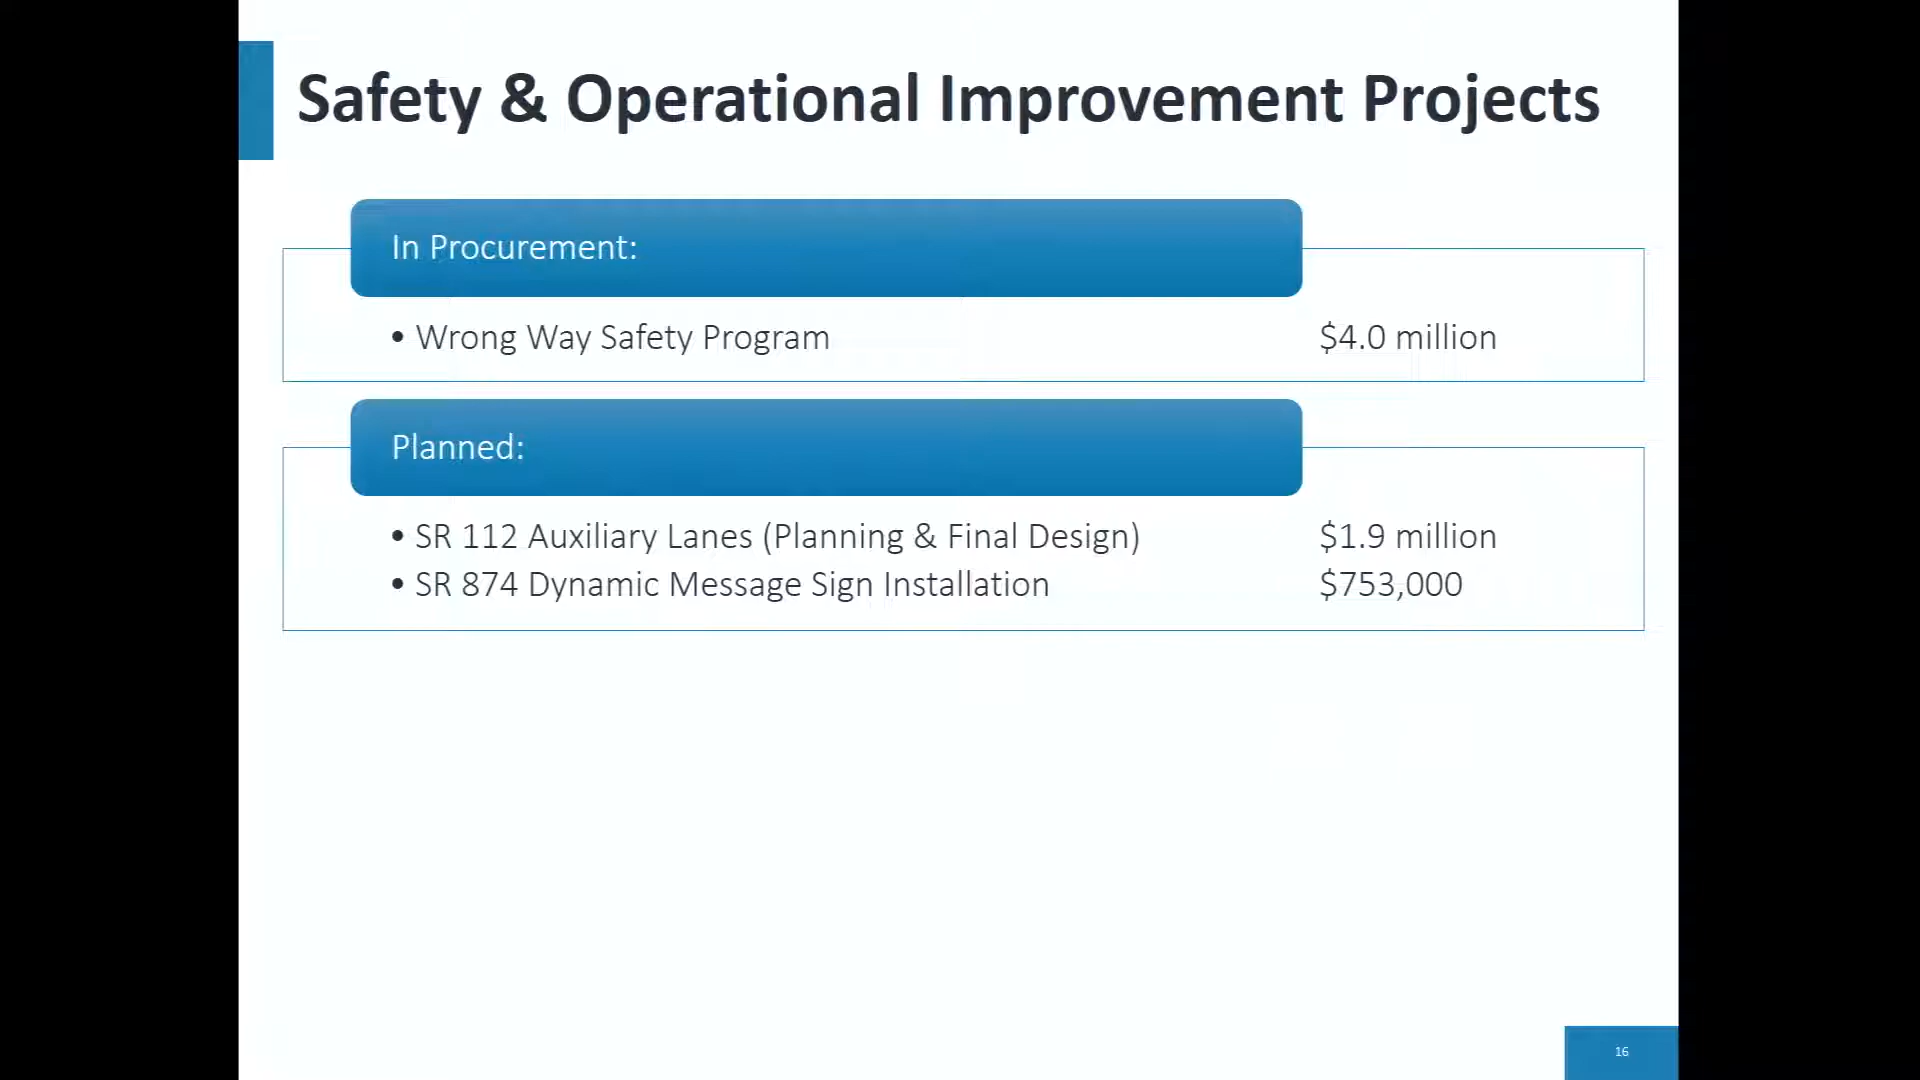 Safety & Operational Improvement Projects
In Procurement:
• Wrong Way Safety Program $4.0 million
Planned:
• SR 112 Auxiliary Lanes (Planning & Final Design) $1.9 million
• SR 874 Dynamic Message Sign Installation $753,000
16